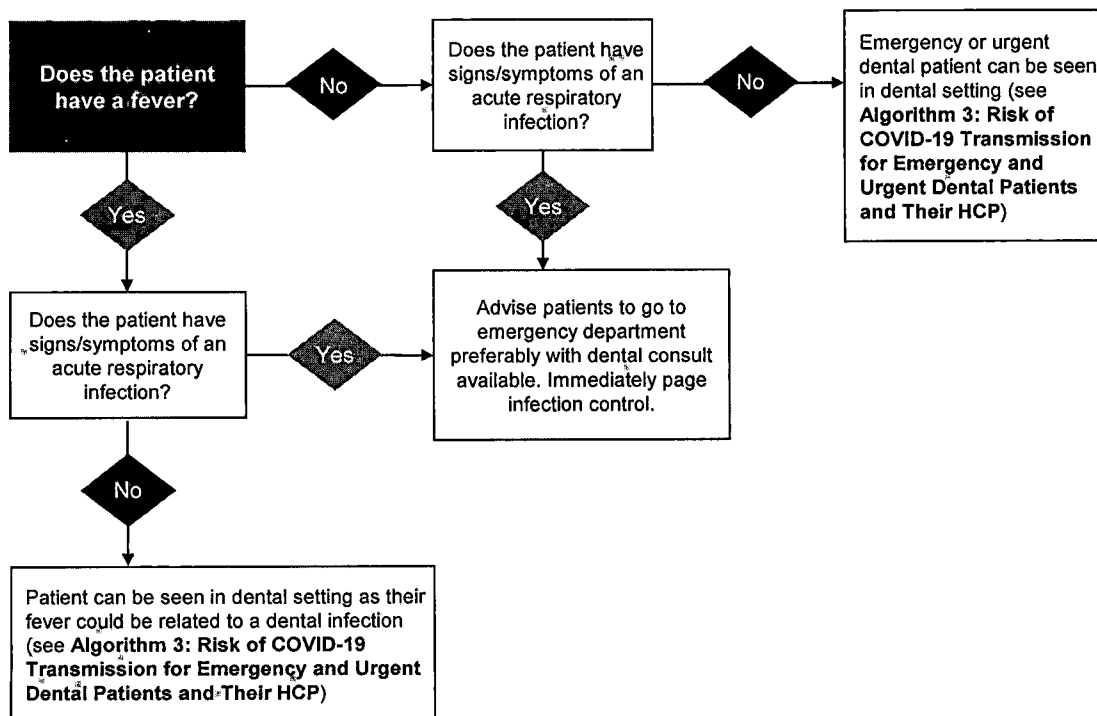 Does the patient
have a fever?
No
Does the patient have
signs/symptoms of an
acute respiratory
infection?
No
Emergency or urgent
dental patient can be seen
in dental setting (see
Algorithm 3: Risk of
COVID-19 Transmission
for Emergency and
Urgent Dental Patients
and Their HCP)
Yes
Yes
Does the patient have
signs/symptoms of an
acute respiratory
infection?
Yes
Advise patients to go to
emergency department
preferably with dental consult
available. Immediately page
infection control.
No
Patient can be seen in dental setting as their
fever could be related to a dental infection
(see Algorithm 3: Risk of COVID-19
Transmission for Emergency and Urgent
Dental Patients and Their HCP)